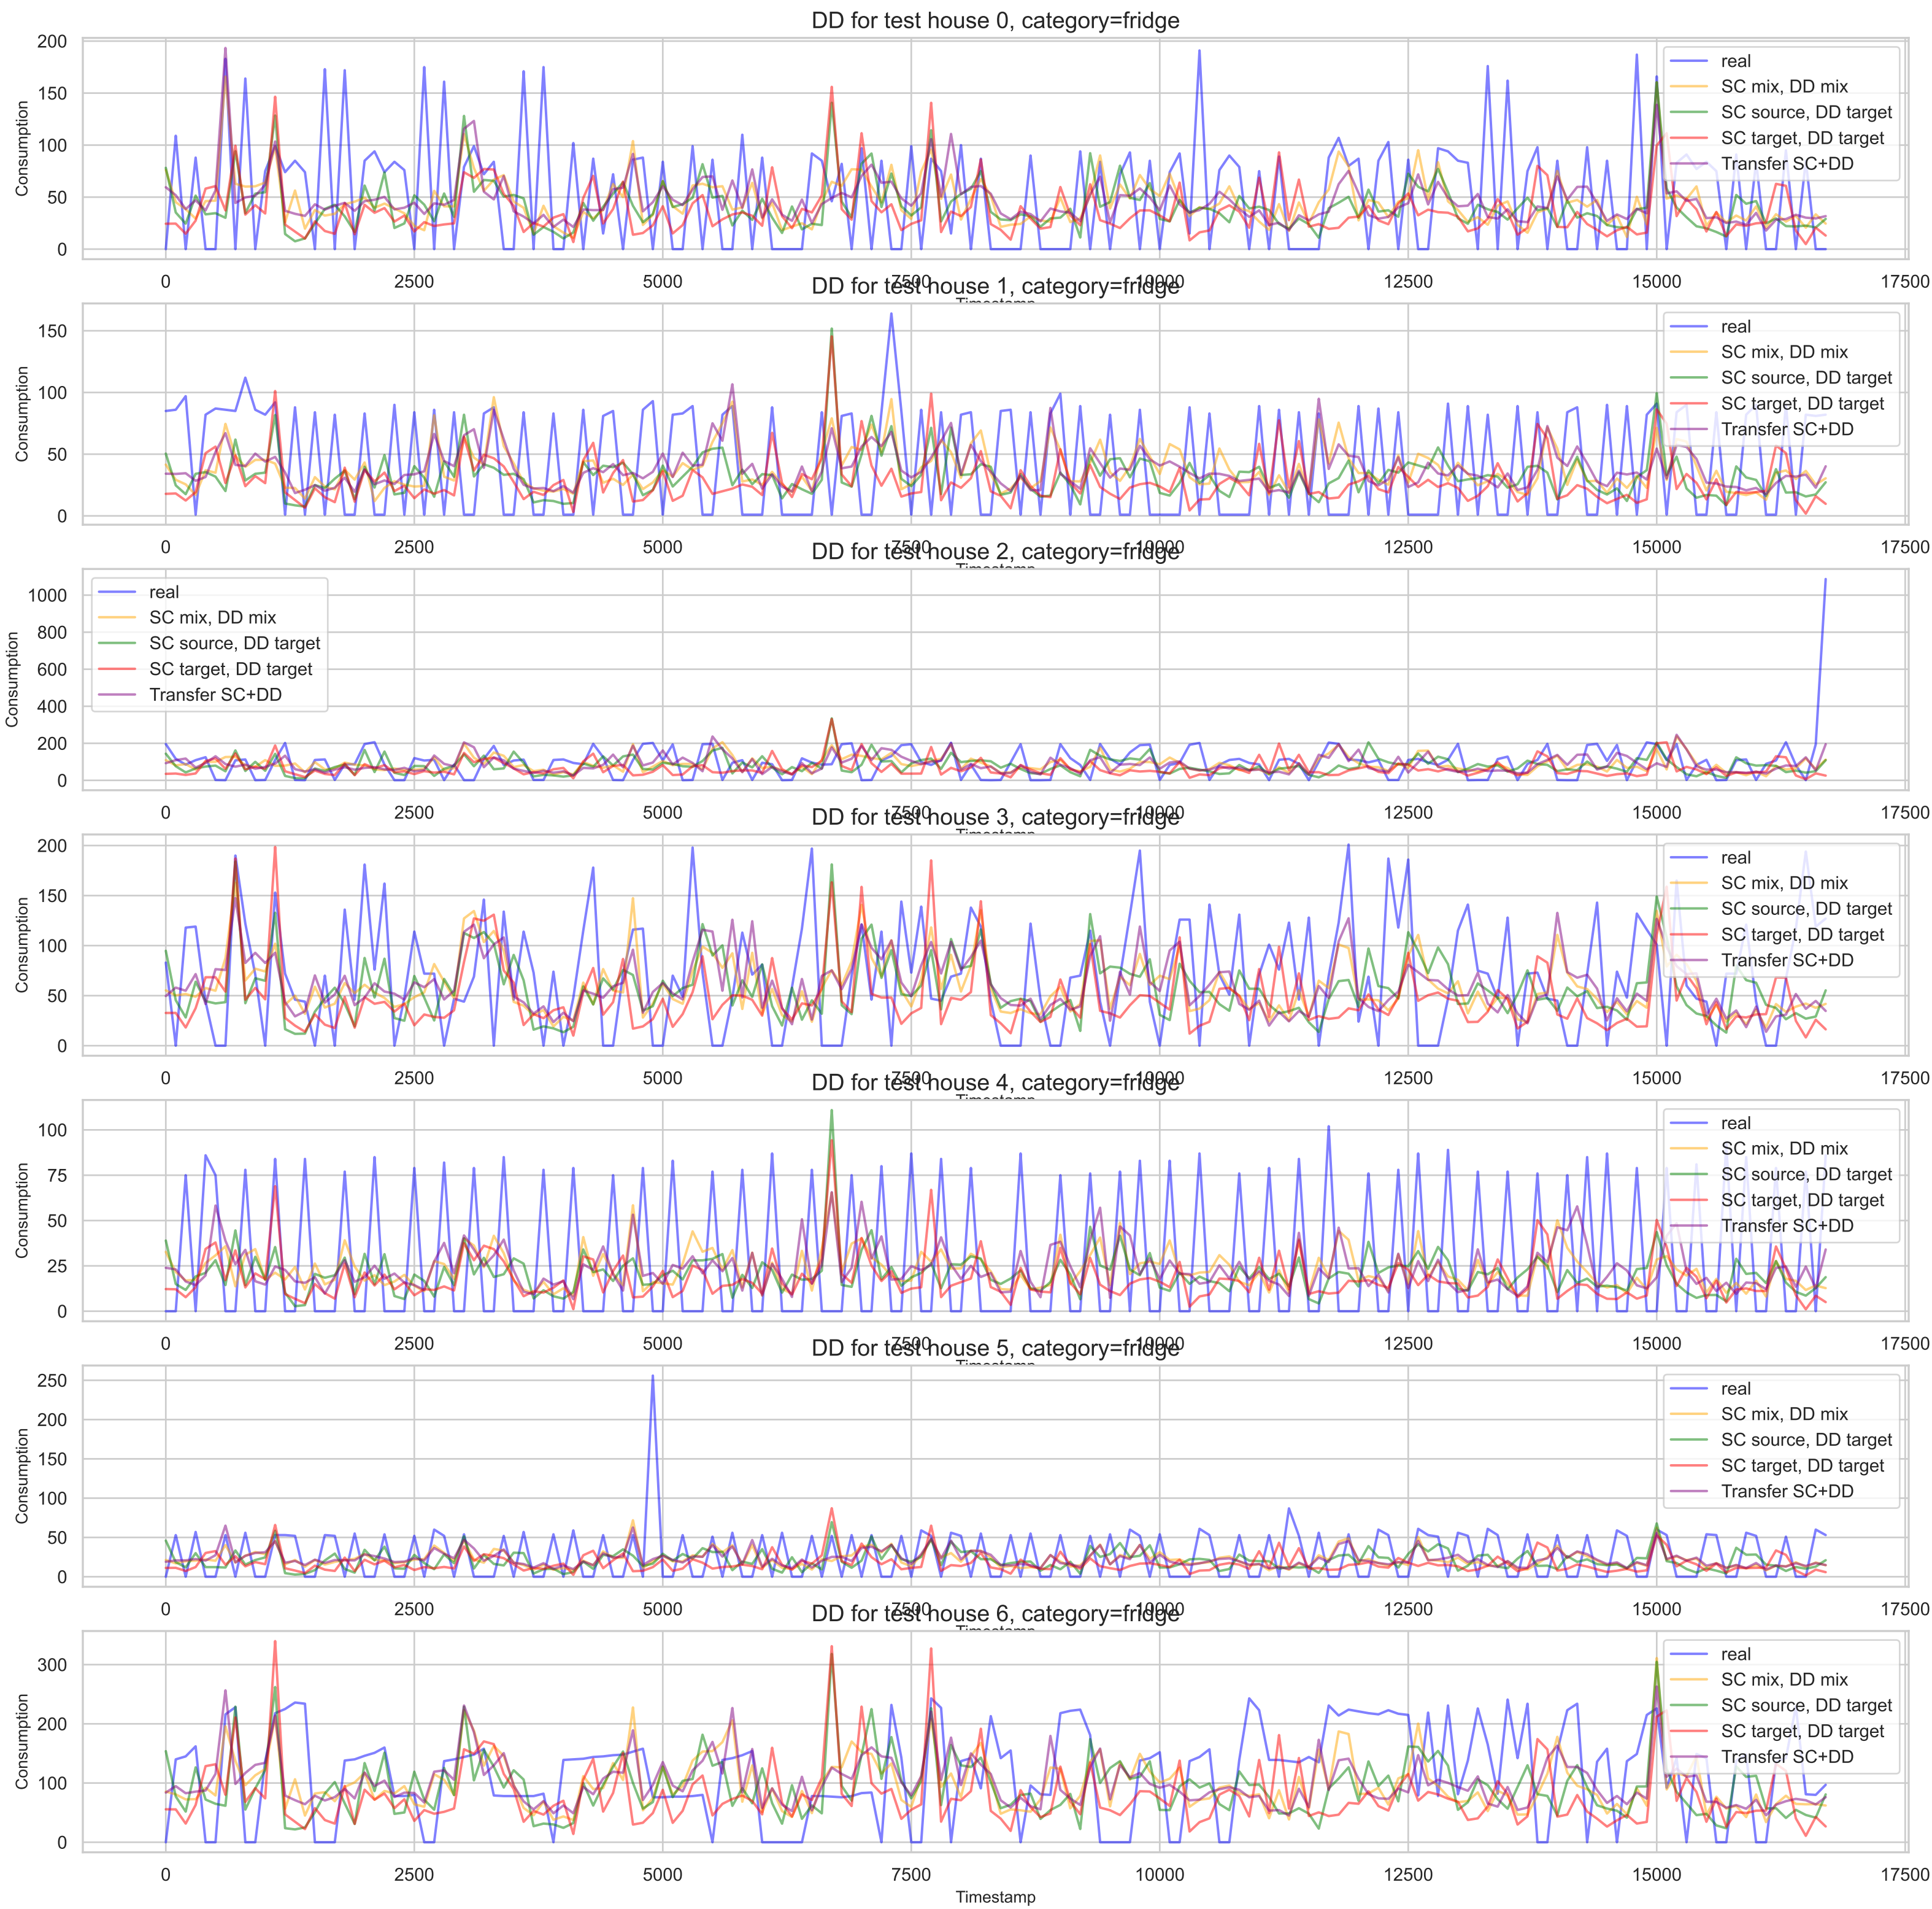 DD for test house 0, category=fridge
200
150
100
50
0
Consumption
real
SC mix, DD mix
SC source, DD target
SC target, DD target
Transfer SC+DD
0 2500 5000 7500 10000 12500 15000 17500
Timestamp
DD for test house 1, category=fridge
150
100
50
0
Consumption
real
SC mix, DD mix
SC source, DD target
SC target, DD target
Transfer SC+DD
0 2500 5000 7500 10000 12500 15000 17500
Timestamp
DD for test house 2, category=fridge
1000
800
600
400
200
0
Consumption
real
SC mix, DD mix
SC source, DD target
SC target, DD target
Transfer SC+DD
0 2500 5000 7500 10000 12500 15000 17500
Timestamp
DD for test house 3, category=fridge
200
150
100
50
0
Consumption
real
SC mix, DD mix
SC source, DD target
SC target, DD target
Transfer SC+DD
0 2500 5000 7500 10000 12500 15000 17500
Timestamp
DD for test house 4, category=fridge
100
75
50
25
0
Consumption
real
SC mix, DD mix
SC source, DD target
SC target, DD target
Transfer SC+DD
0 2500 5000 7500 10000 12500 15000 17500
Timestamp
DD for test house 5, category=fridge
250
200
150
100
50
0
Consumption
real
SC mix, DD mix
SC source, DD target
SC target, DD target
Transfer SC+DD
0 2500 5000 7500 10000 12500 15000 17500
Timestamp
DD for test house 6, category=fridge
300
200
100
0
Consumption
real
SC mix, DD mix
SC source, DD target
SC target, DD target
Transfer SC+DD
0 2500 5000 7500 10000 12500 15000 17500
Timestamp